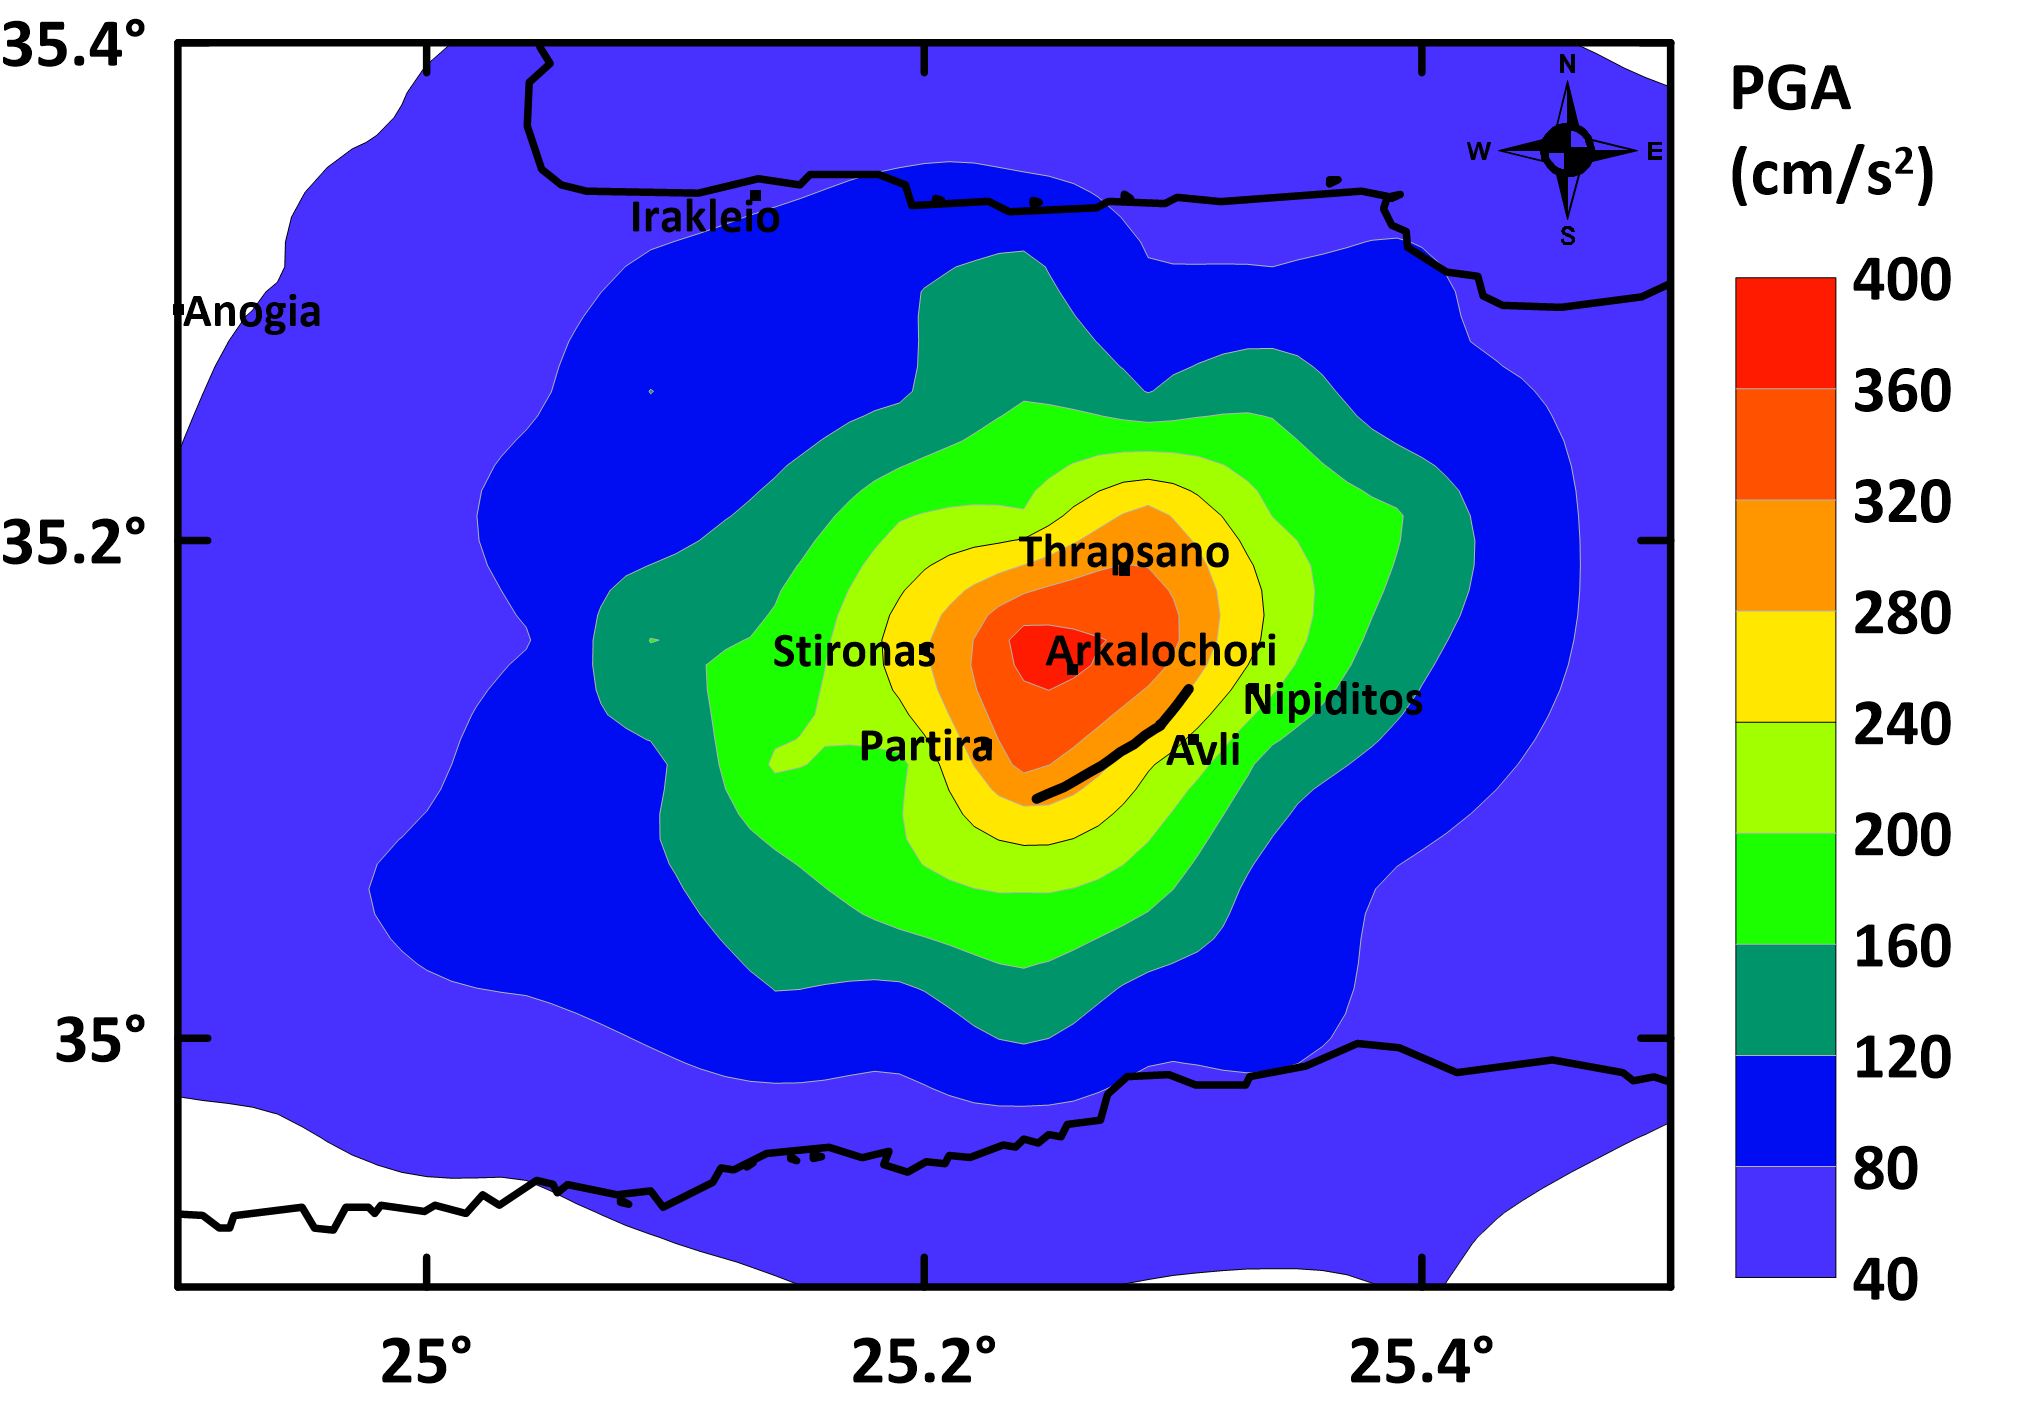 35.4°
35.2°
35°
25°
25.2°
25.4°
N
W
E
S
Irakleio
Anogia
Thrapsano
Stironas
Arkalochori
Nipiditos
Partira
Avli
PGA
(cm/s²)
400
360
320
280
240
200
160
120
80
40